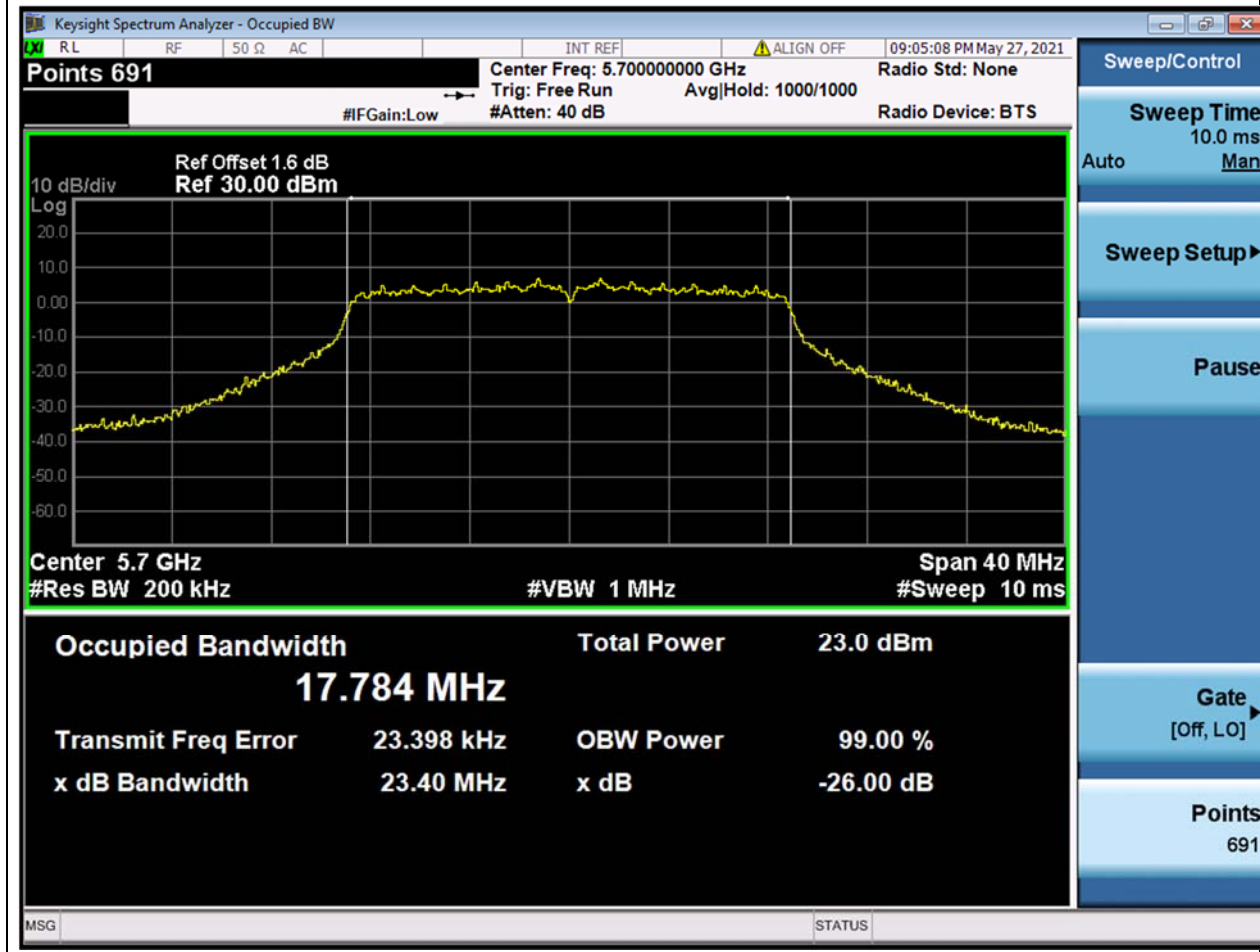 Keysight Spectrum Analyzer - Occupied BW
LXI RL RF 50 Ω AC INT REF ALIGN OFF 09:05:08 PM May 27, 2021
Points 691
Center Freq: 5.700000000 GHz Radio Std: None
Trig: Free Run Avg|Hold: 1000/1000
#IFGain:Low #Atten: 40 dB Radio Device: BTS
Ref Offset 1.6 dB
10 dB/div Ref 30.00 dBm
Log
20.0
10.0
0.00
-10.0
-20.0
-30.0
-40.0
-50.0
-60.0
Center 5.7 GHz Span 40 MHz
#Res BW 200 kHz #VBW 1 MHz #Sweep 10 ms
Occupied Bandwidth Total Power 23.0 dBm
17.784 MHz
Transmit Freq Error 23.398 kHz OBW Power 99.00 %
x dB Bandwidth 23.40 MHz x dB -26.00 dB
MSG STATUS
Sweep/Control
Sweep Time
10.0 ms
Auto Man
Sweep Setup
Pause
Gate
[Off, LO]
Points
691